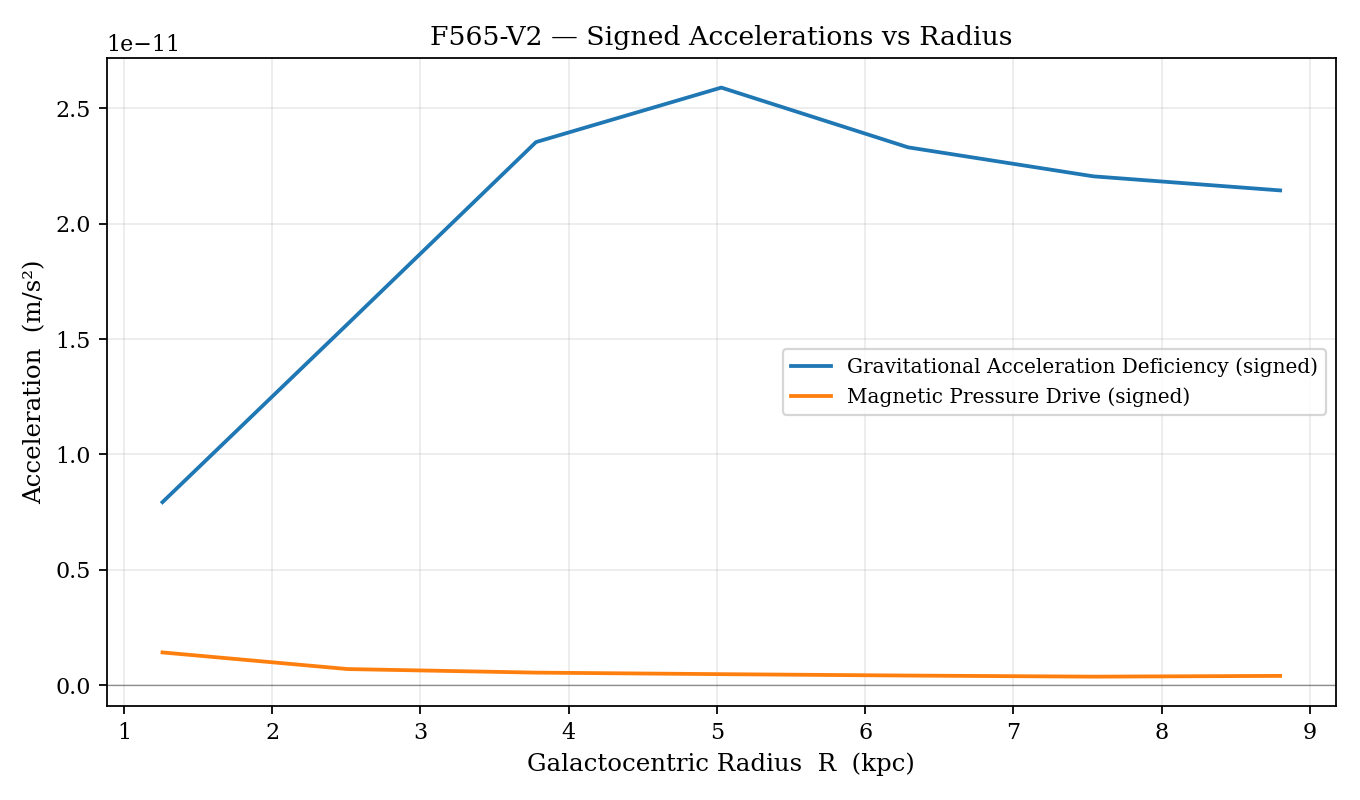 F565-V2 — Signed Accelerations vs Radius
1e−11
2.5
2.0
1.5
1.0
0.5
0.0
Acceleration (m/s²)
Gravitational Acceleration Deficiency (signed)
Magnetic Pressure Drive (signed)
1 2 3 4 5 6 7 8 9
Galactocentric Radius R (kpc)